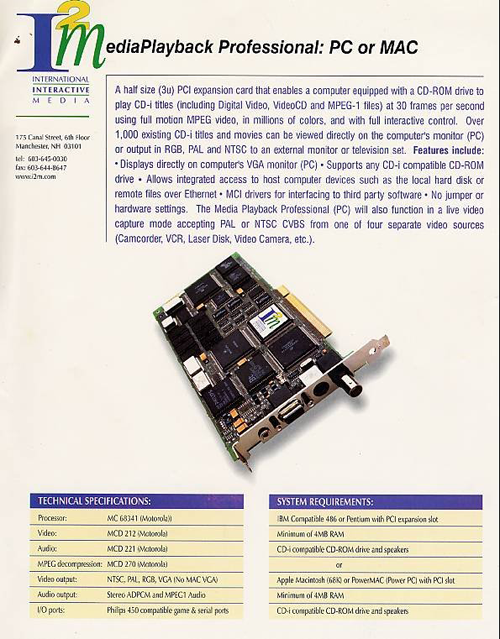 I2m
ediaPlayback Professional: PC or MAC
INTERNATIONAL
INTERACTIVE
MEDIA
175 Canal Street, 6th Floor
Manchester, NH 03101
tel: 603-645-0030
fax: 603-644-8647
www.i2m.com
A half size (3u) PCI expansion card that enables a computer equipped with a CD-ROM drive to
play CD-i titles (including Digital Video, VideoCD and MPEG-1 files) at 30 frames per second
using full motion MPEG video, in millions of colors, and with full interactive control. Over
1,000 existing CD-i titles and movies can be viewed directly on the computer's monitor (PC)
or output in RGB, PAL and NTSC to an external monitor or television set. Features include:
• Displays directly on computer's VGA monitor (PC) • Supports any CD-i compatible CD-ROM
drive • Allows integrated access to host computer devices such as the local hard disk or
remote files over Ethernet • MCI drivers for interfacing to third party software • No jumper or
hardware settings. The Media Playback Professional (PC) will also function in a live video
capture mode accepting PAL or NTSC CVBS from one of four separate video sources
(Camcorder, VCR, Laser Disk, Video Camera, etc.).
I2m
TECHNICAL SPECIFICATIONS:
Processor: MC 68341 (Motorola))
Video: MCD 212 (Motorola)
Audio: MCD 221 (Motorola)
MPEG decompression: MCD 270 (Motorola)
Video output: NTSC, PAL, RGB, VGA (No MAC VGA)
Audio output: Stereo ADPCM and MPEG1 Audio
I/O ports: Philips 450 compatible game & serial ports
SYSTEM REQUIREMENTS:
IBM Compatible 486 or Pentium with PCI expansion slot
Minimum of 4MB RAM
CD-i compatible CD-ROM drive and speakers
or
Apple Macintosh (68K) or PowerMAC (Power PC) with PCI slot
Minimum of 4MB RAM
CD-i compatible CD-ROM drive and speakers